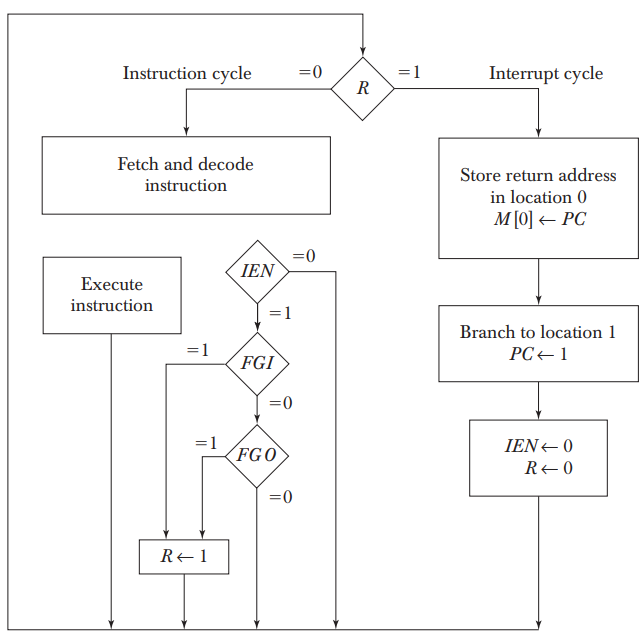 Instruction cycle
=0
R
=1
Interrupt cycle
Fetch and decode
instruction
Store return address
in location 0
M [0] ← PC
Execute
instruction
IEN
=0
=1
Branch to location 1
PC ← 1
=1
FGI
=0
=1
FGO
=0
IEN ← 0
R ← 0
R ← 1